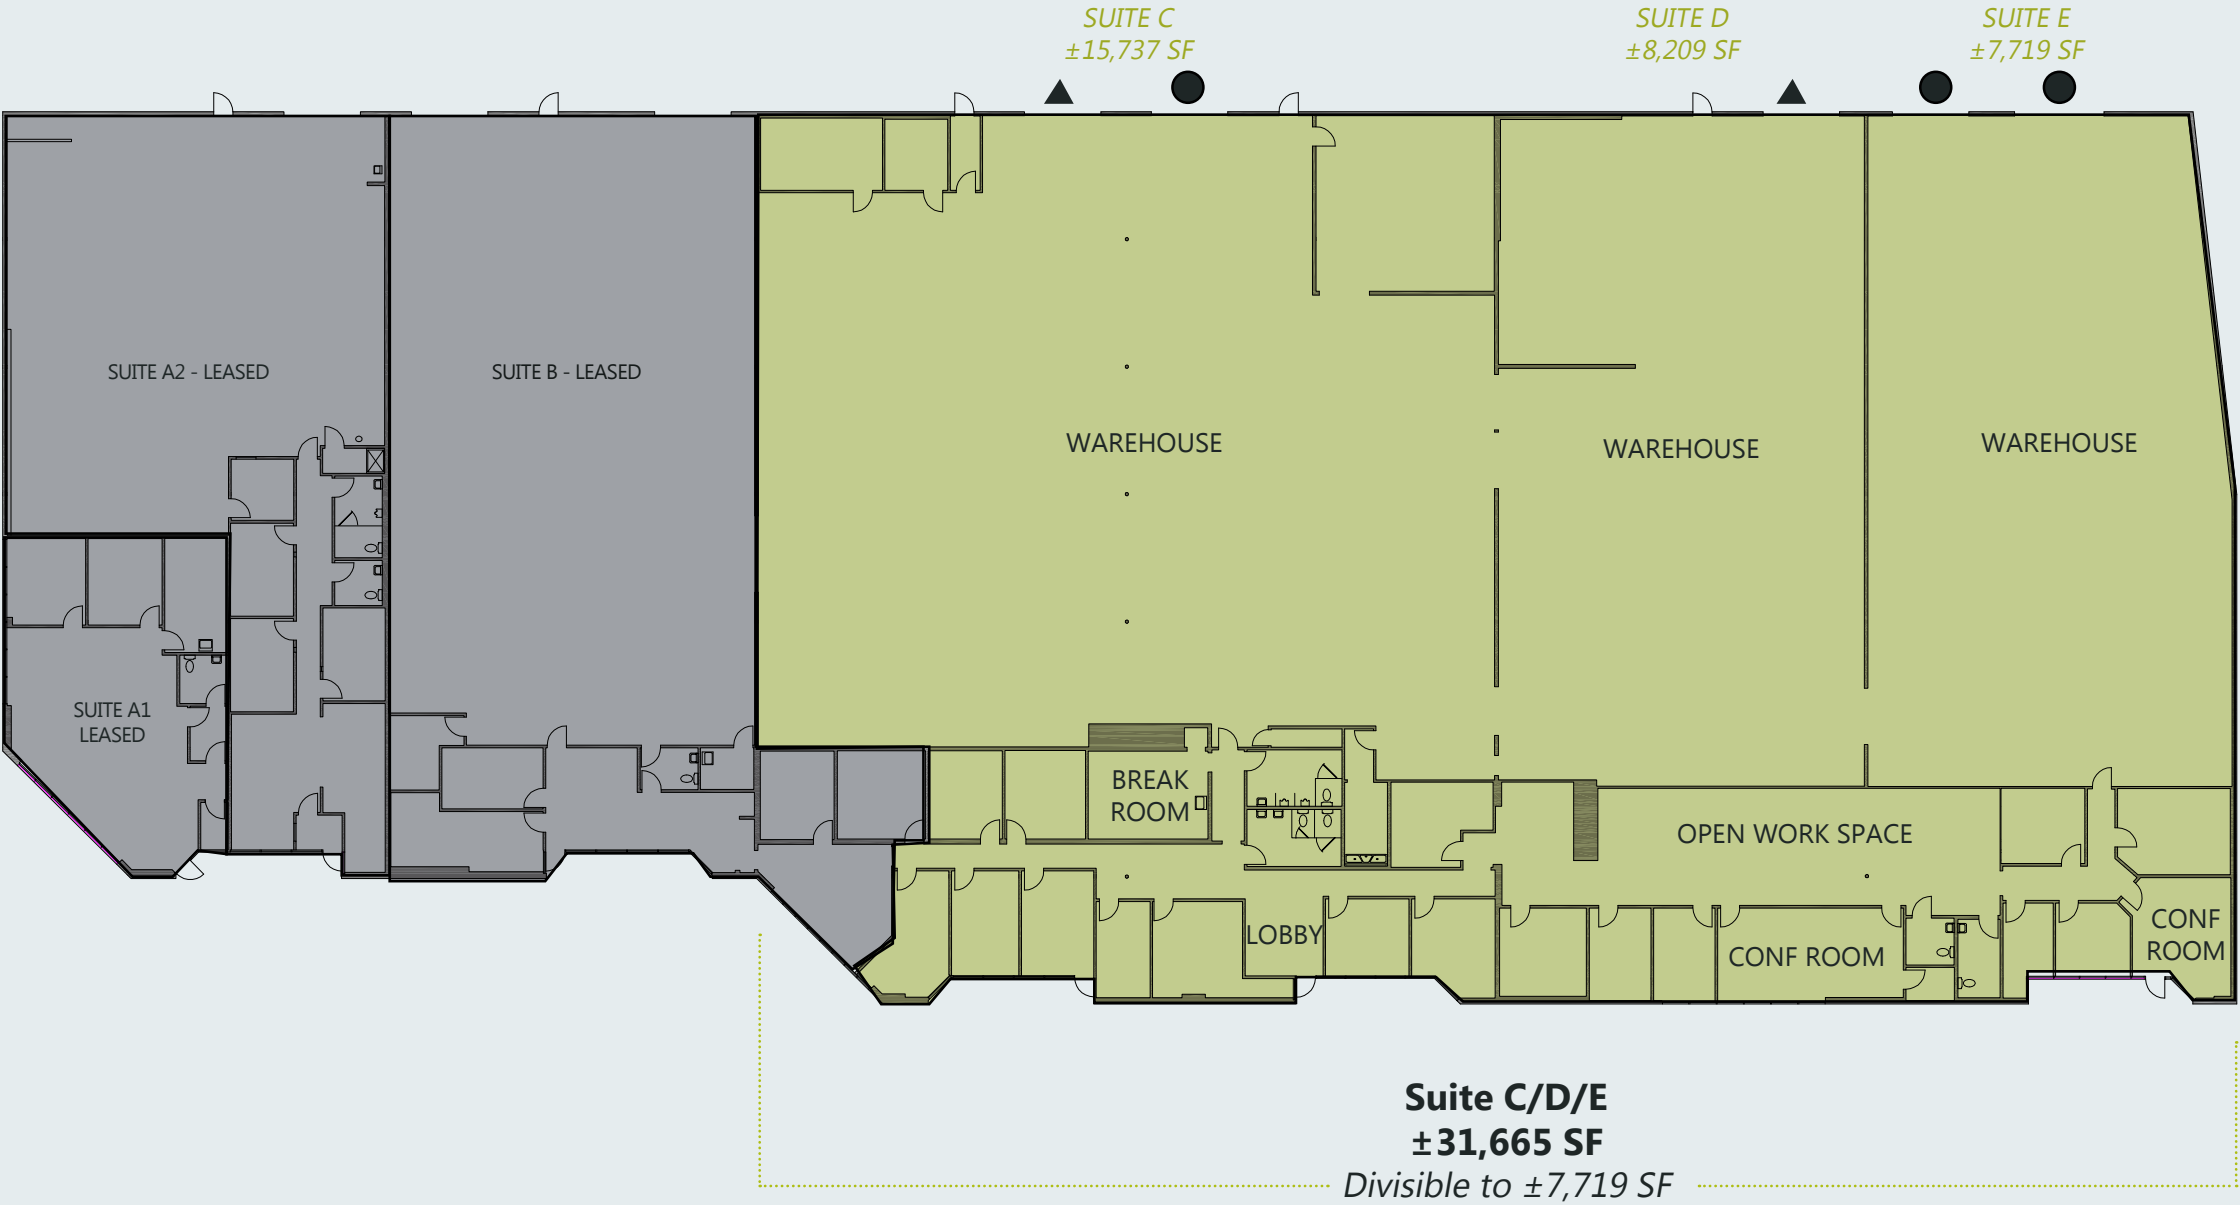 SUITE C
±15,737 SF
SUITE D
±8,209 SF
SUITE E
±7,719 SF
SUITE A2 - LEASED
SUITE B - LEASED
WAREHOUSE
WAREHOUSE
WAREHOUSE
SUITE A1
LEASED
BREAK
ROOM
OPEN WORK SPACE
LOBBY
CONF ROOM
CONF
ROOM
Suite C/D/E
±31,665 SF
Divisible to ±7,719 SF